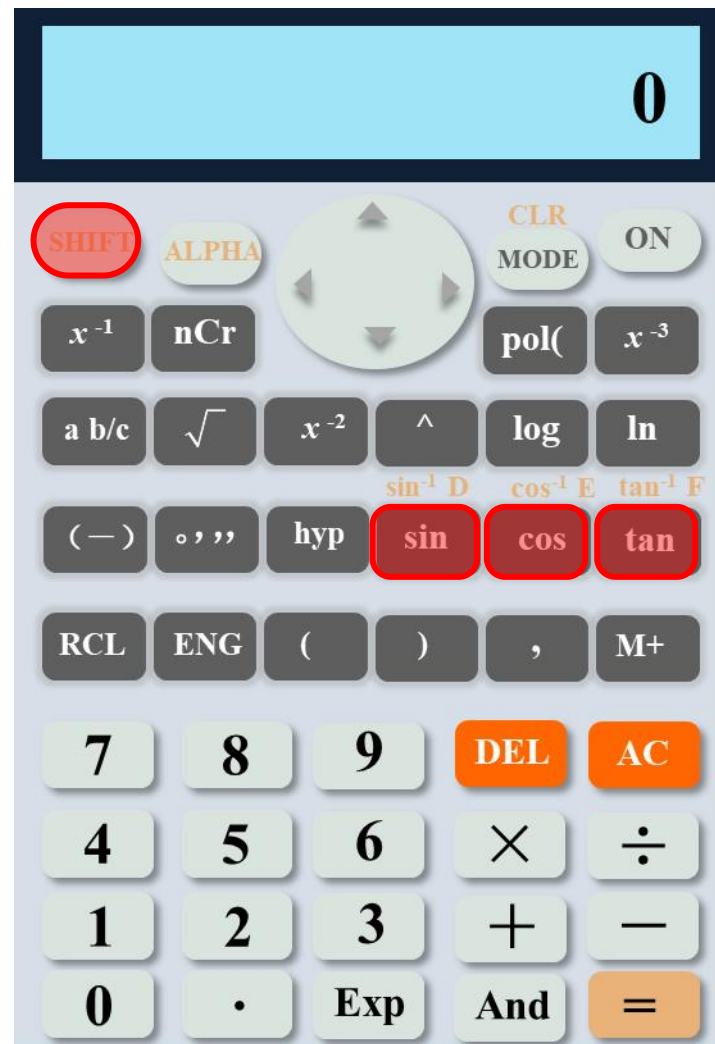 0
CLR
SHIFT ALPHA MODE ON
x⁻¹ nCr pol( x⁻³
a b/c √ x⁻² ^ log ln
sin⁻¹ D cos⁻¹ E tan⁻¹ F
(—) °,,, hyp sin cos tan
RCL ENG ( ) , M+
7 8 9 DEL AC
4 5 6 × ÷
1 2 3 + −
0 · Exp And =